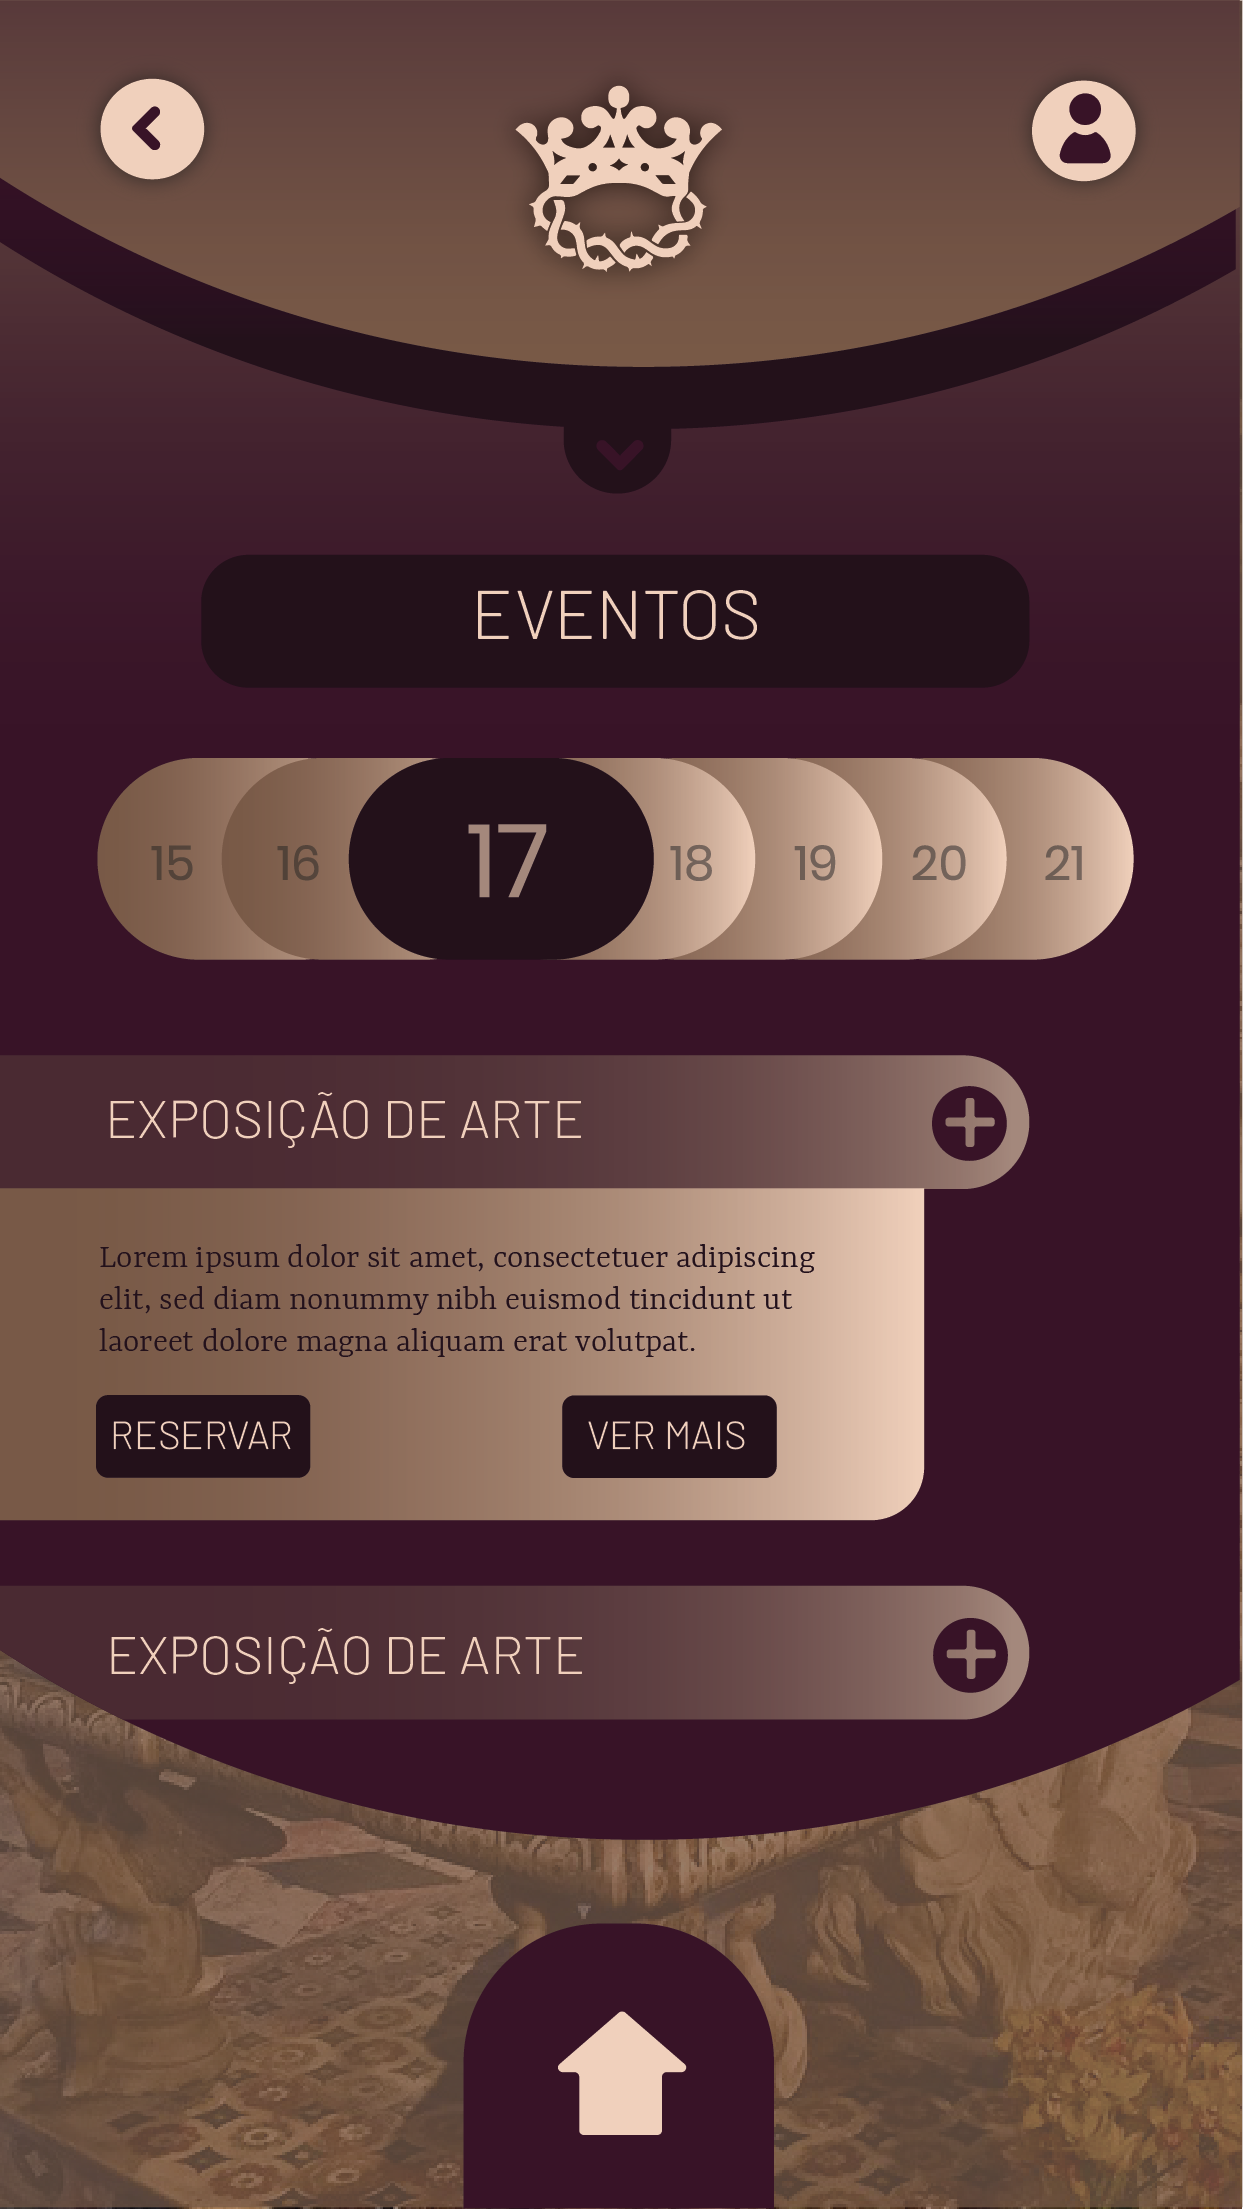 EVENTOS
15 16 17 18 19 20 21
EXPOSIÇÃO DE ARTE
Lorem ipsum dolor sit amet, consectetuer adipiscing
elit, sed diam nonummy nibh euismod tincidunt ut
laoreet dolore magna aliquam erat volutpat.
RESERVAR VER MAIS
EXPOSIÇÃO DE ARTE